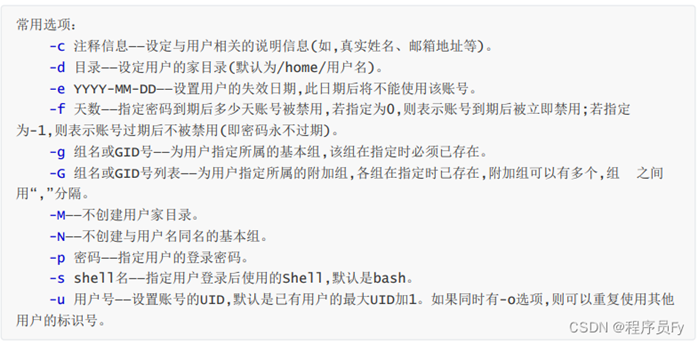 常用选项：
-c 注释信息——设定与用户相关的说明信息(如,真实姓名、邮箱地址等)。
-d 目录——设定用户的家目录(默认为/home/用户名)。
-e YYYY-MM-DD——设置用户的失效日期,此日期后将不能使用该账号。
-f 天数——指定密码到期后多少天账号被禁用,若指定为0,则表示账号到期后被立即禁用;若指定
为-1,则表示账号过期后不被禁用(即密码永不过期)。
-g 组名或GID号——为用户指定所属的基本组,该组在指定时必须已存在。
-G 组名或GID号列表——为用户指定所属的附加组,各组在指定时已存在,附加组可以有多个,组  之间
用“,”分隔。
-M——不创建用户家目录。
-N——不创建与用户名同名的基本组。
-p 密码——指定用户的登录密码。
-s shell名——指定用户登录后使用的Shell,默认是bash。
-u 用户号——设置账号的UID,默认是已有用户的最大UID加1。如果同时有-o选项,则可以重复使用其他
用户的标识号。
CSDN @程序员Fy